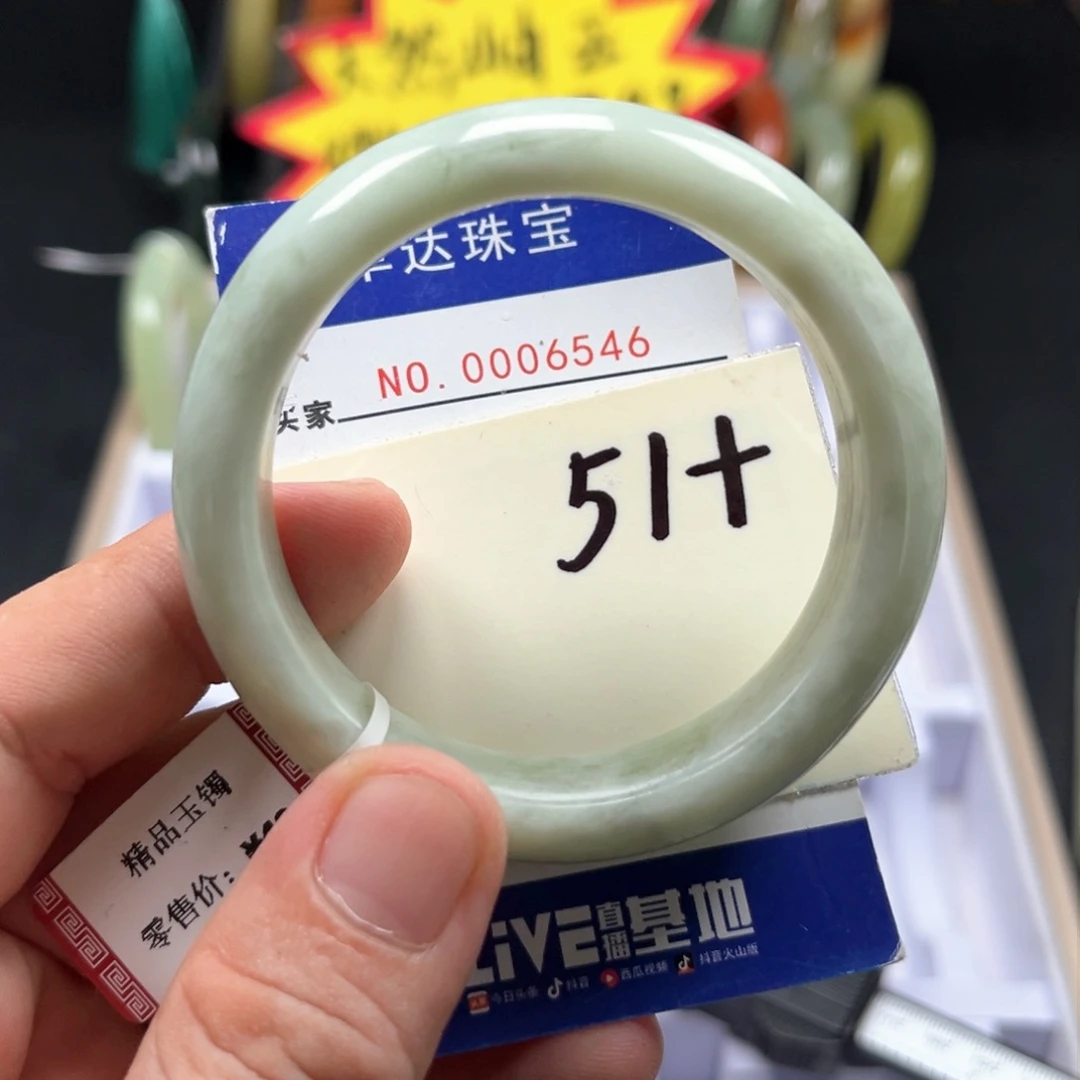 达珠宝
NO.0006546
买家
51+
精品玉镯
零售价:
LIVE直播基地
今日头条 抖音 西瓜视频 抖音火山版